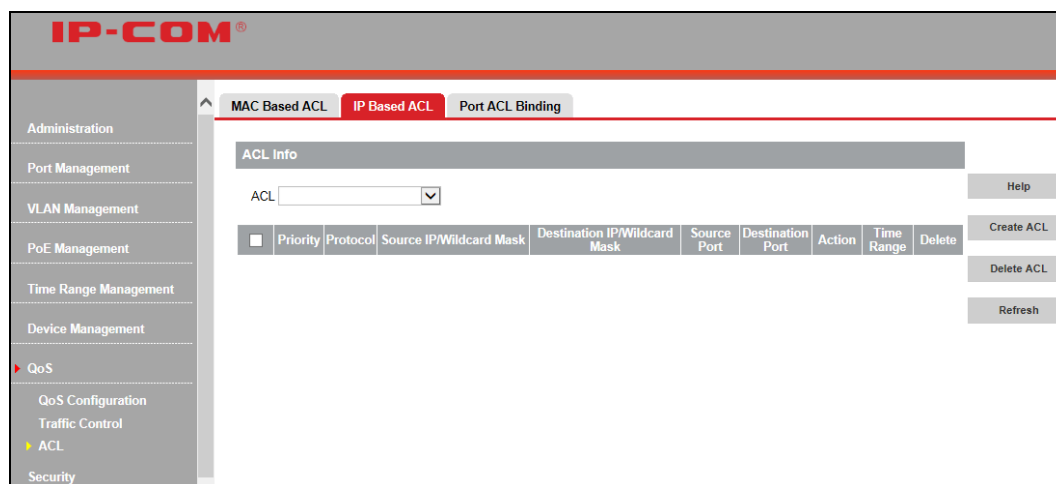 IP-COM®
MAC Based ACL IP Based ACL Port ACL Binding
Administration
Port Management
VLAN Management
PoE Management
Time Range Management
Device Management
QoS
QoS Configuration
Traffic Control
ACL
Security
ACL Info
ACL
Priority Protocol Source IP/Wildcard Mask Destination IP/Wildcard Mask Source Port Destination Port Action Time Range Delete
Help
Create ACL
Delete ACL
Refresh